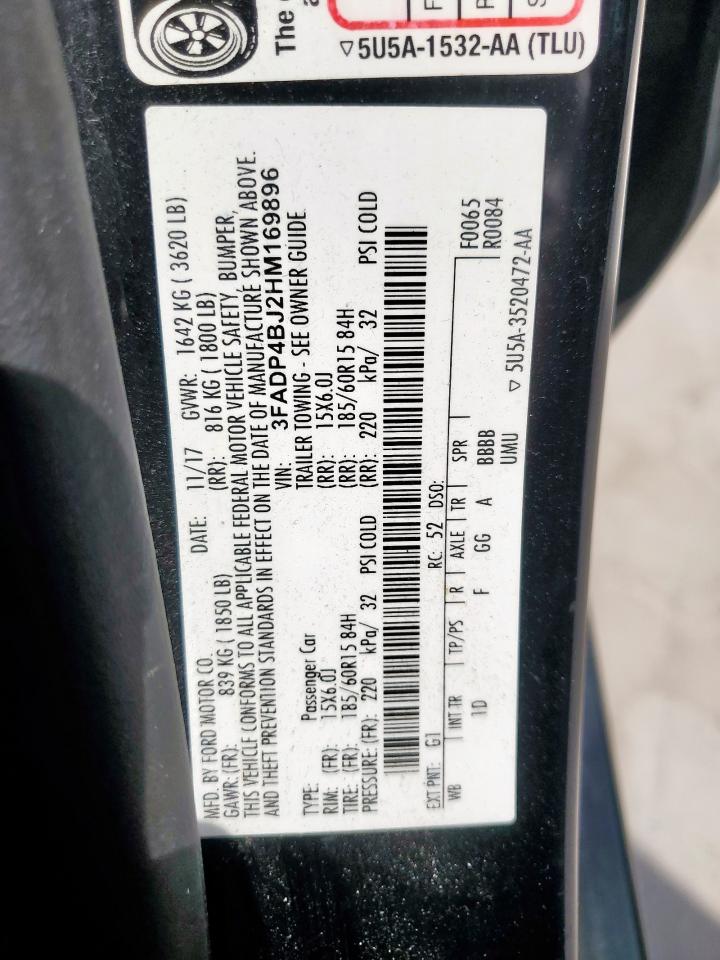 The
a
F
R
S
▽ 5U5A-1532-AA (TLU)
MFD. BY FORD MOTOR CO. DATE: 11/17 GVWR: 1642 KG ( 3620 LB)
GAWR: (FR): 839 KG ( 1850 LB) (RR): 816 KG ( 1800 LB)
THIS VEHICLE CONFORMS TO ALL APPLICABLE FEDERAL MOTOR VEHICLE SAFETY, BUMPER,
AND THEFT PREVENTION STANDARDS IN EFFECT ON THE DATE OF MANUFACTURE SHOWN ABOVE.
VIN: 3FADP4BJ2HM169896
TYPE: Passenger Car TRAILER TOWING - SEE OWNER GUIDE
RIM: (FR): 15X6.0J (RR): 15X6.0J
TIRE: (FR): 185/60R15 84H (RR): 185/60R15 84H
PRESSURE: (FR): 220 kPa/ 32 PSI COLD (RR): 220 kPa/ 32 PSI COLD
EXT PNT: G1 RC: 52 DSO: F0065
WB INT TR TP/PS R AXLE TR SPR R0084
1D F GG A BBBB
UMU ▽ 5U5A-3520472-AA